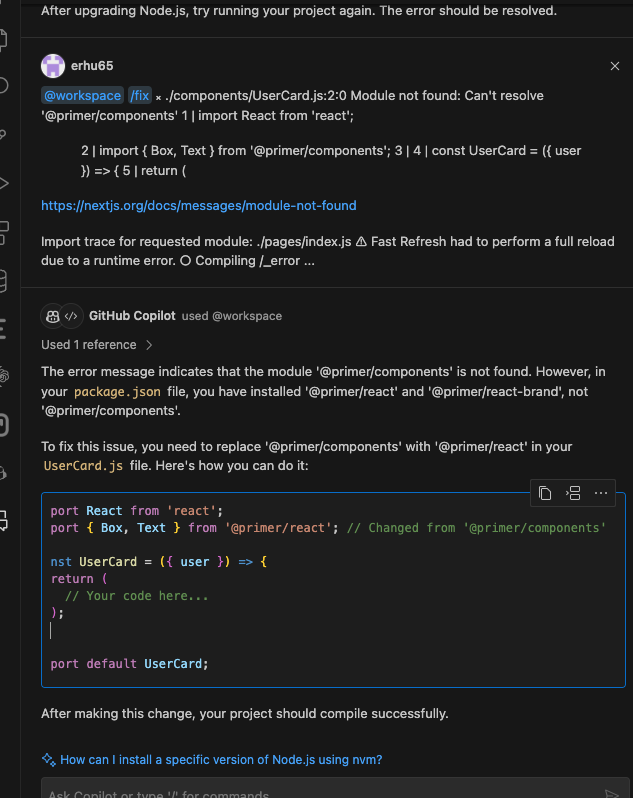 After upgrading Node.js, try running your project again. The error should be resolved.
erhu65
@workspace /fix × ./components/UserCard.js:2:0 Module not found: Can't resolve
'@primer/components' 1 | import React from 'react';
2 | import { Box, Text } from '@primer/components'; 3 | 4 | const UserCard = ({ user
}) => { 5 | return (
https://nextjs.org/docs/messages/module-not-found
Import trace for requested module: ./pages/index.js ⚠ Fast Refresh had to perform a full reload
due to a runtime error. ○ Compiling /_error ...
GitHub Copilot used @workspace
Used 1 reference
The error message indicates that the module '@primer/components' is not found. However, in
your package.json file, you have installed '@primer/react' and '@primer/react-brand', not
'@primer/components'.
To fix this issue, you need to replace '@primer/components' with '@primer/react' in your
UserCard.js file. Here's how you can do it:
port React from 'react';
port { Box, Text } from '@primer/react'; // Changed from '@primer/components'
nst UserCard = ({ user }) => {
return (
// Your code here...
);
port default UserCard;
After making this change, your project should compile successfully.
How can I install a specific version of Node.js using nvm?
Ask Copilot or type '/' for commands